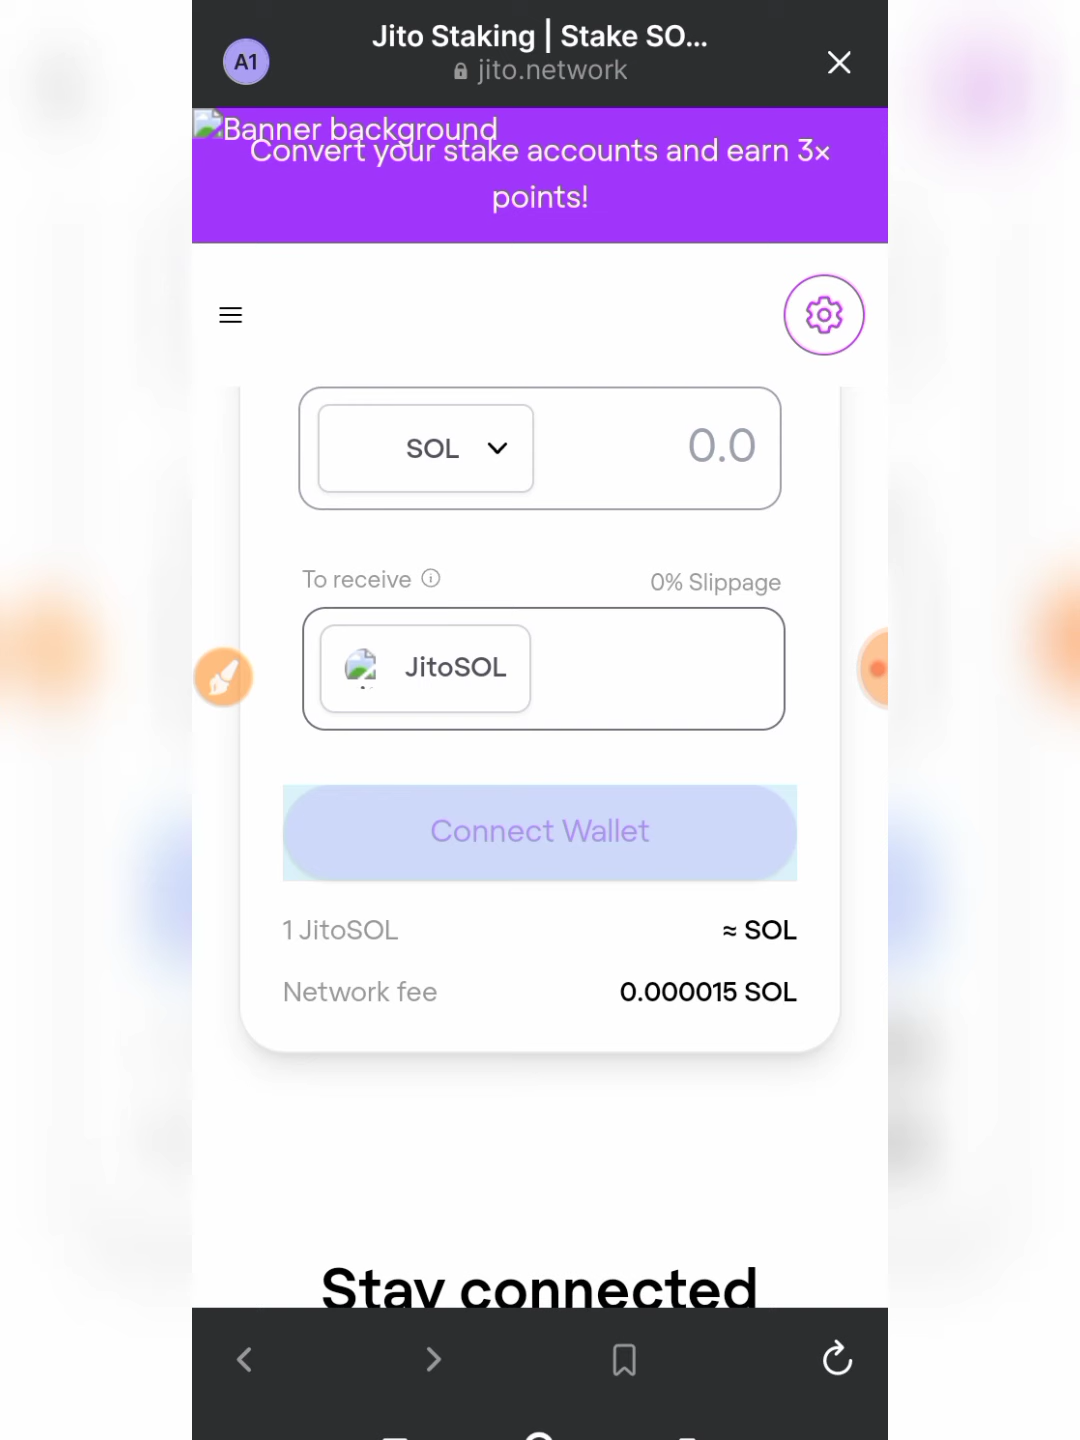 A1
Jito Staking | Stake SO...
jito.network
Banner background
Convert your stake accounts and earn 3×
points!
SOL
0.0
To receive
0% Slippage
JitoSOL
Connect Wallet
1 JitoSOL
≈ SOL
Network fee
0.000015 SOL
Stay connected